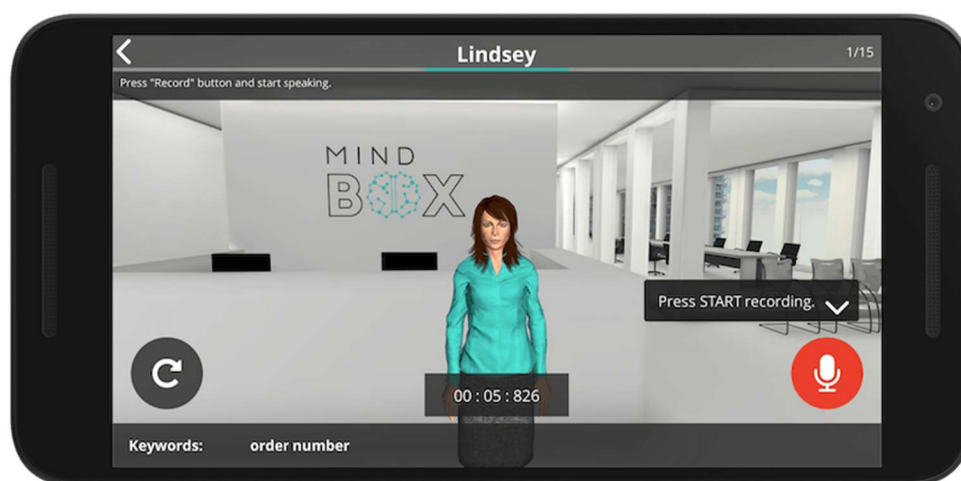 Lindsey
1/15
Press "Record" button and start speaking.
MIND
BOX
Press START recording.
00 : 05 : 826
Keywords: order number